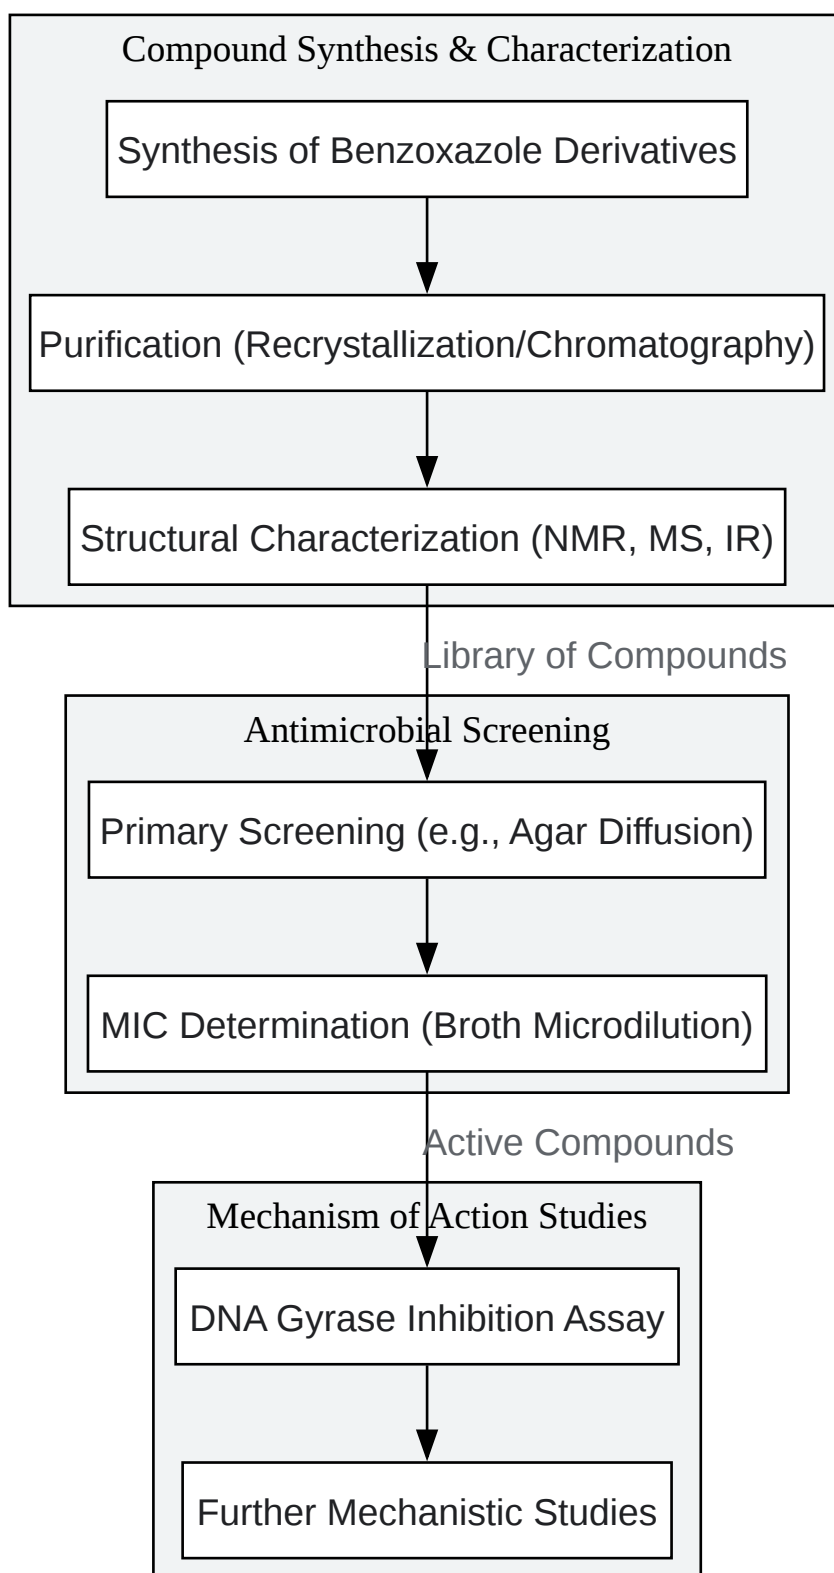 Compound Synthesis & Characterization
Synthesis of Benzoxazole Derivatives
Purification (Recrystallization/Chromatography)
Structural Characterization (NMR, MS, IR)
Library of Compounds
Antimicrobial Screening
Primary Screening (e.g., Agar Diffusion)
MIC Determination (Broth Microdilution)
Active Compounds
Mechanism of Action Studies
DNA Gyrase Inhibition Assay
Further Mechanistic Studies